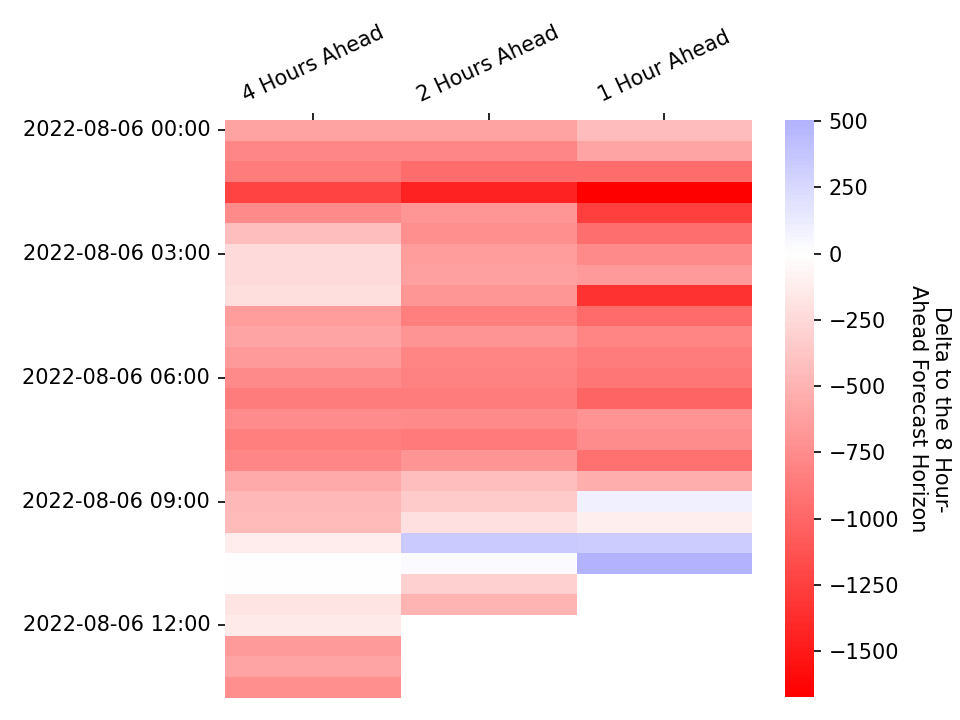 4 Hours Ahead
2 Hours Ahead
1 Hour Ahead
2022-08-06 00:00
2022-08-06 03:00
2022-08-06 06:00
2022-08-06 09:00
2022-08-06 12:00
500
250
0
−250
−500
−750
−1000
−1250
−1500
Delta to the 8 Hour-
Ahead Forecast Horizon